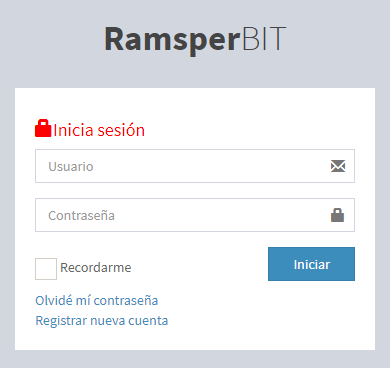 RamsperBIT
Inicia sesión
Usuario
Contraseña
Recordarme
Iniciar
Olvidé mí contraseña
Registrar nueva cuenta